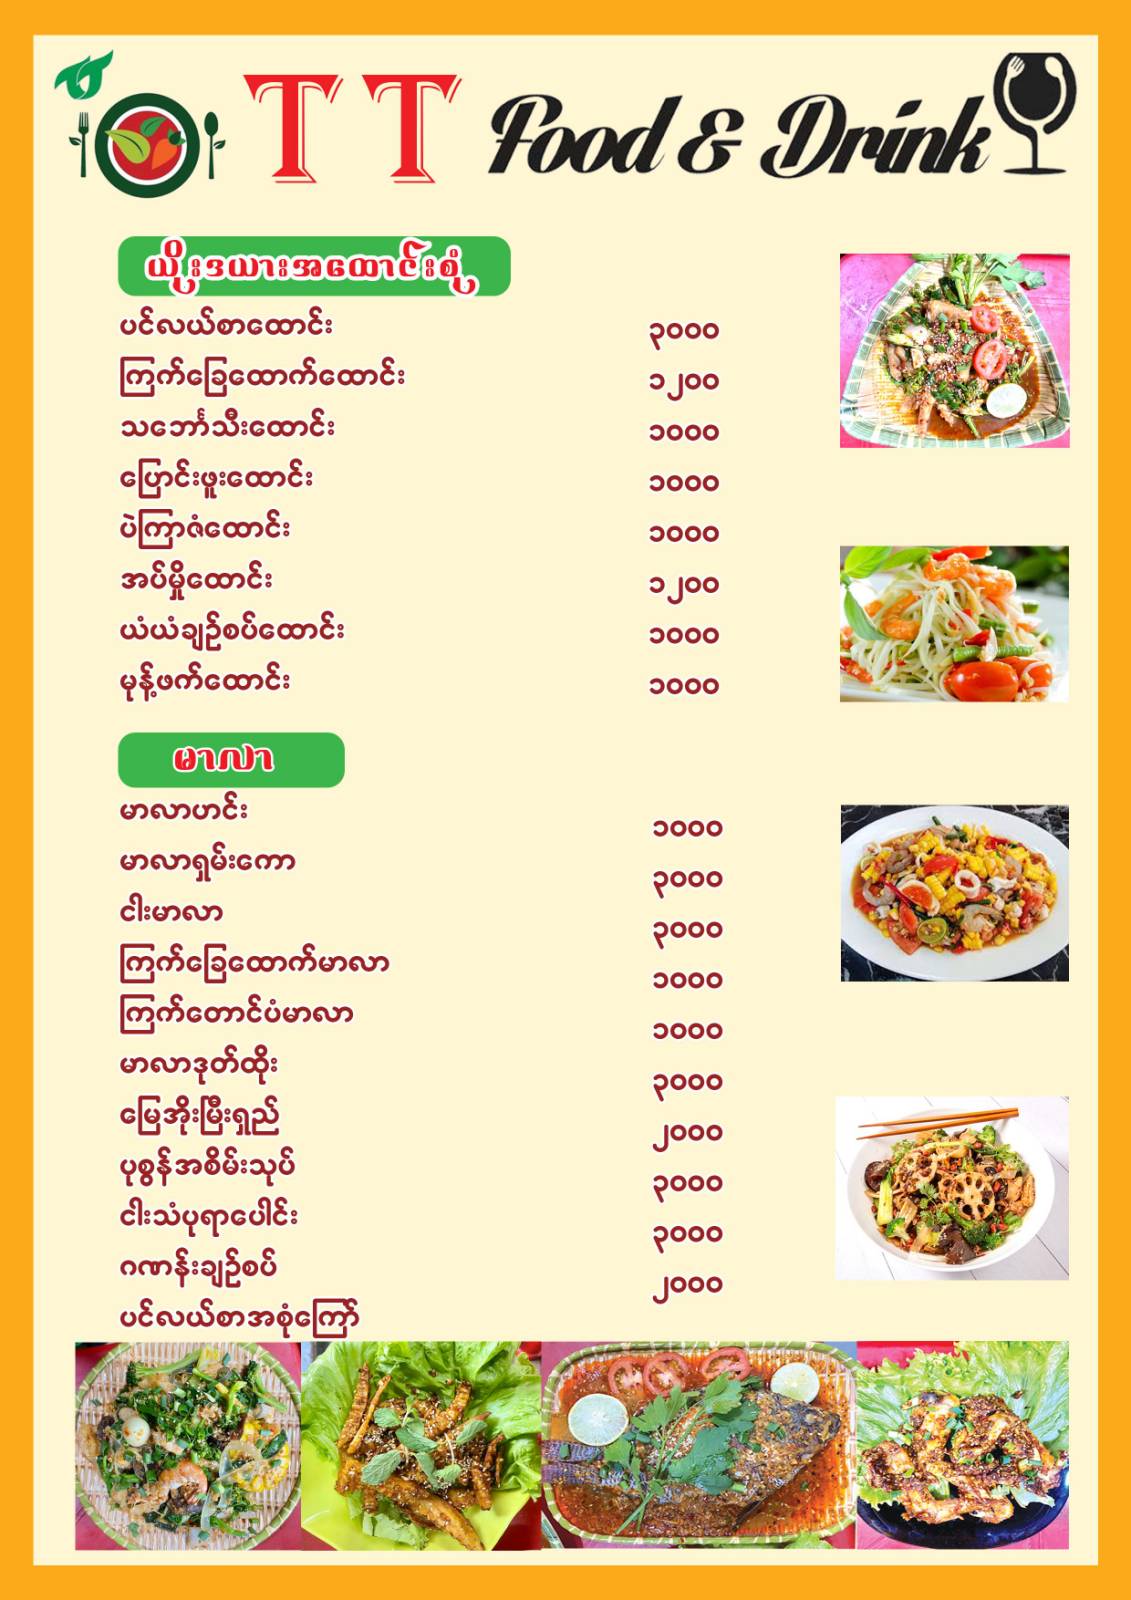 TT Food & Drink
ယိုးဒယားအထောင်းစုံ
ပင်လယ်စာထောင်း ၃၀၀၀
ကြက်ခြေထောက်ထောင်း ၁၂၀၀
သင်္ဘောသီးထောင်း ၁၀၀၀
ပြောင်းဖူးထောင်း ၁၀၀၀
ပဲကြာဇံထောင်း ၁၀၀၀
အပ်မှိုထောင်း ၁၂၀၀
ယံယံချဉ်စပ်ထောင်း ၁၀၀၀
မုန့်ဖက်ထောင်း ၁၀၀၀
မာလာ
မာလာဟင်း ၁၀၀၀
မာလာရှမ်းကော ၃၀၀၀
ငါးမာလာ ၃၀၀၀
ကြက်ခြေထောက်မာလာ ၁၀၀၀
ကြက်တောင်ပံမာလာ ၁၀၀၀
မာလာဒုတ်ထိုး ၃၀၀၀
မြေအိုးမြီးရှည် ၂၀၀၀
ပုစွန်အစိမ်းသုပ် ၃၀၀၀
ငါးသံပုရာပေါင်း ၃၀၀၀
ဂဏန်းချဉ်စပ် ၂၀၀၀
ပင်လယ်စာအစုံကြော်